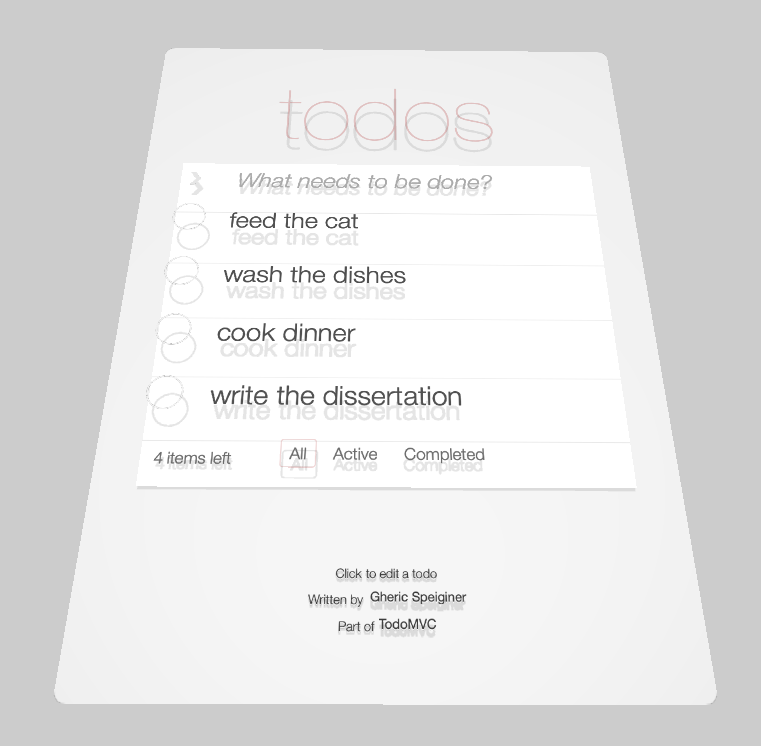 todos
What needs to be done?
feed the cat
wash the dishes
cook dinner
write the dissertation
4 items left All Active Completed
Click to edit a todo
Written by Gheric Speiginer
Part of TodoMVC